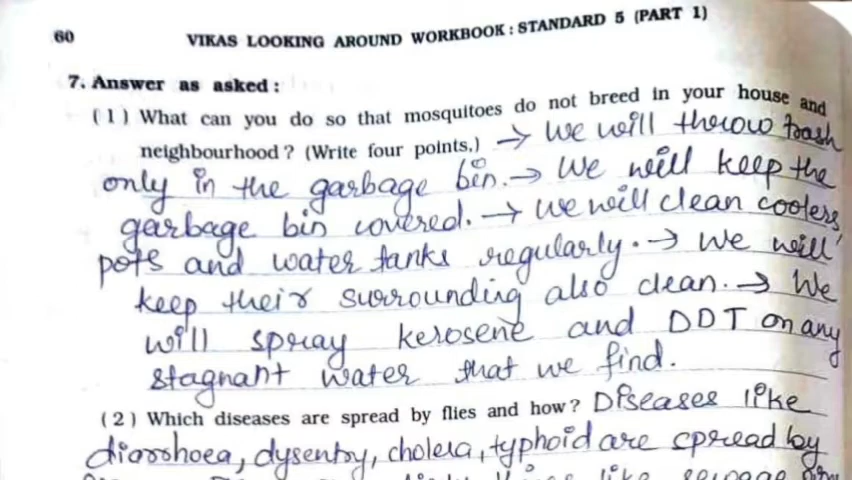 60 VIKAS LOOKING AROUND WORKBOOK : STANDARD 5 (PART 1)
7. Answer as asked :
(1) What can you do so that mosquitoes do not breed in your house and
neighbourhood? (Write four points.) → We will throw trash
only in the garbage bin. → We will keep the
garbage bin covered. → We will clean coolers,
pots and water tanks regularly. → We will
keep their surrounding also clean. → We
will spray kerosene and DDT on any
stagnant water that we find.
(2) Which diseases are spread by flies and how? Diseases like
diarrhoea, dysentry, cholera, typhoid are spread by
like sewage